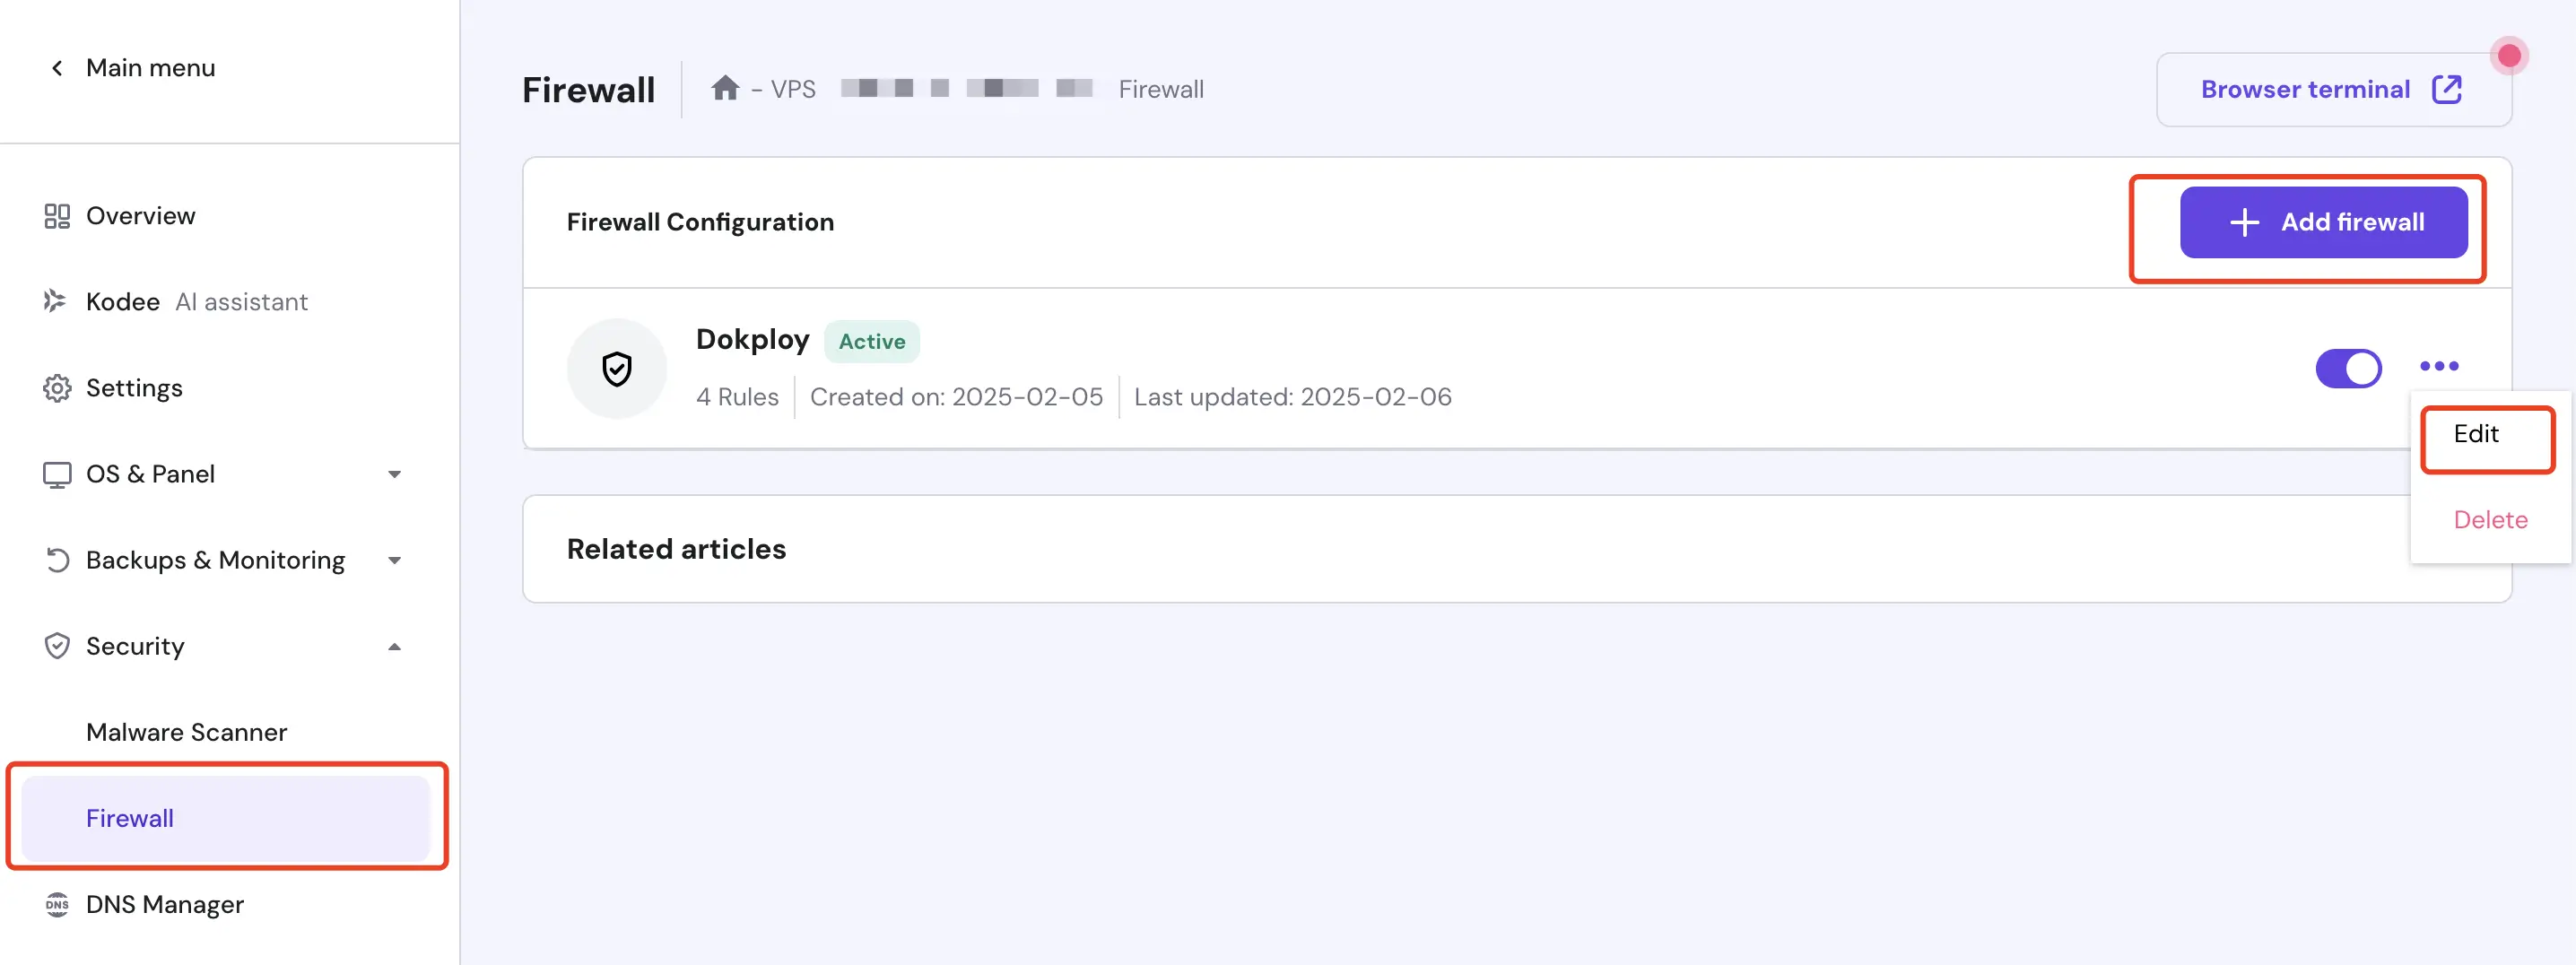 Main menu
Overview
Kodee AI assistant
Settings
OS & Panel
Backups & Monitoring
Security
Malware Scanner
Firewall
DNS DNS Manager
Firewall
– VPS
Firewall
Browser terminal
Firewall Configuration
+ Add firewall
Dokploy Active
4 Rules Created on: 2025-02-05 Last updated: 2025-02-06
Edit
Delete
Related articles